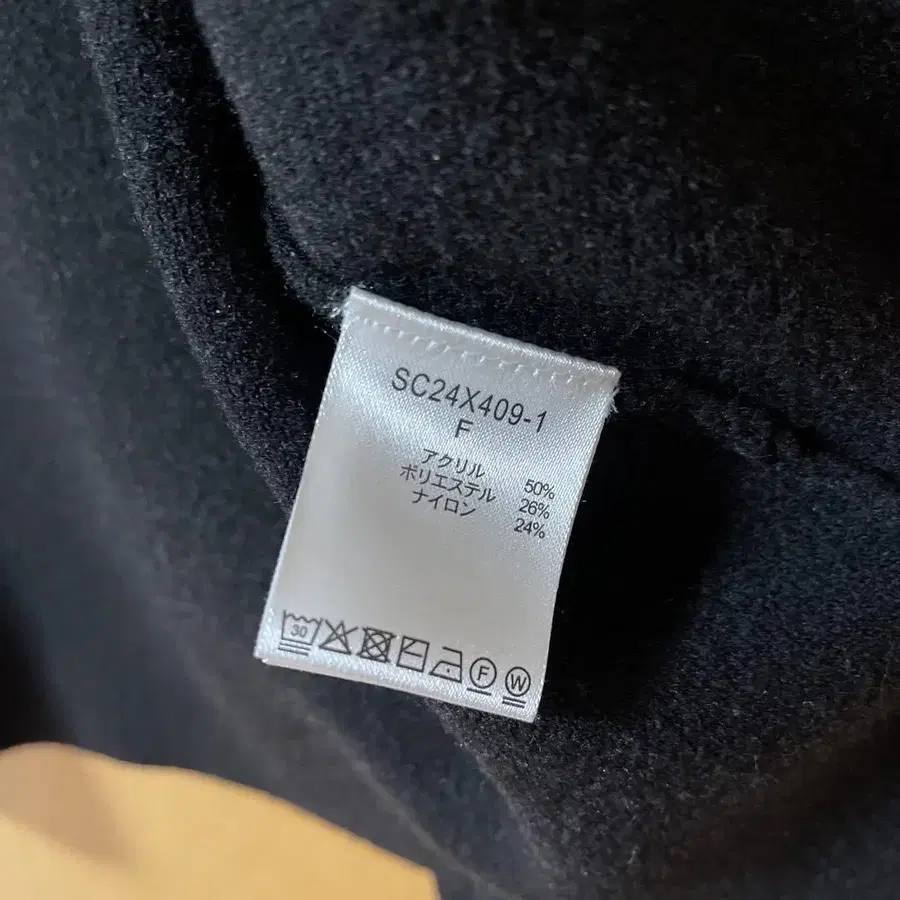 SC24X409-1
F
アクリル 50%
ポリエステル 26%
ナイロン 24%
30 F W